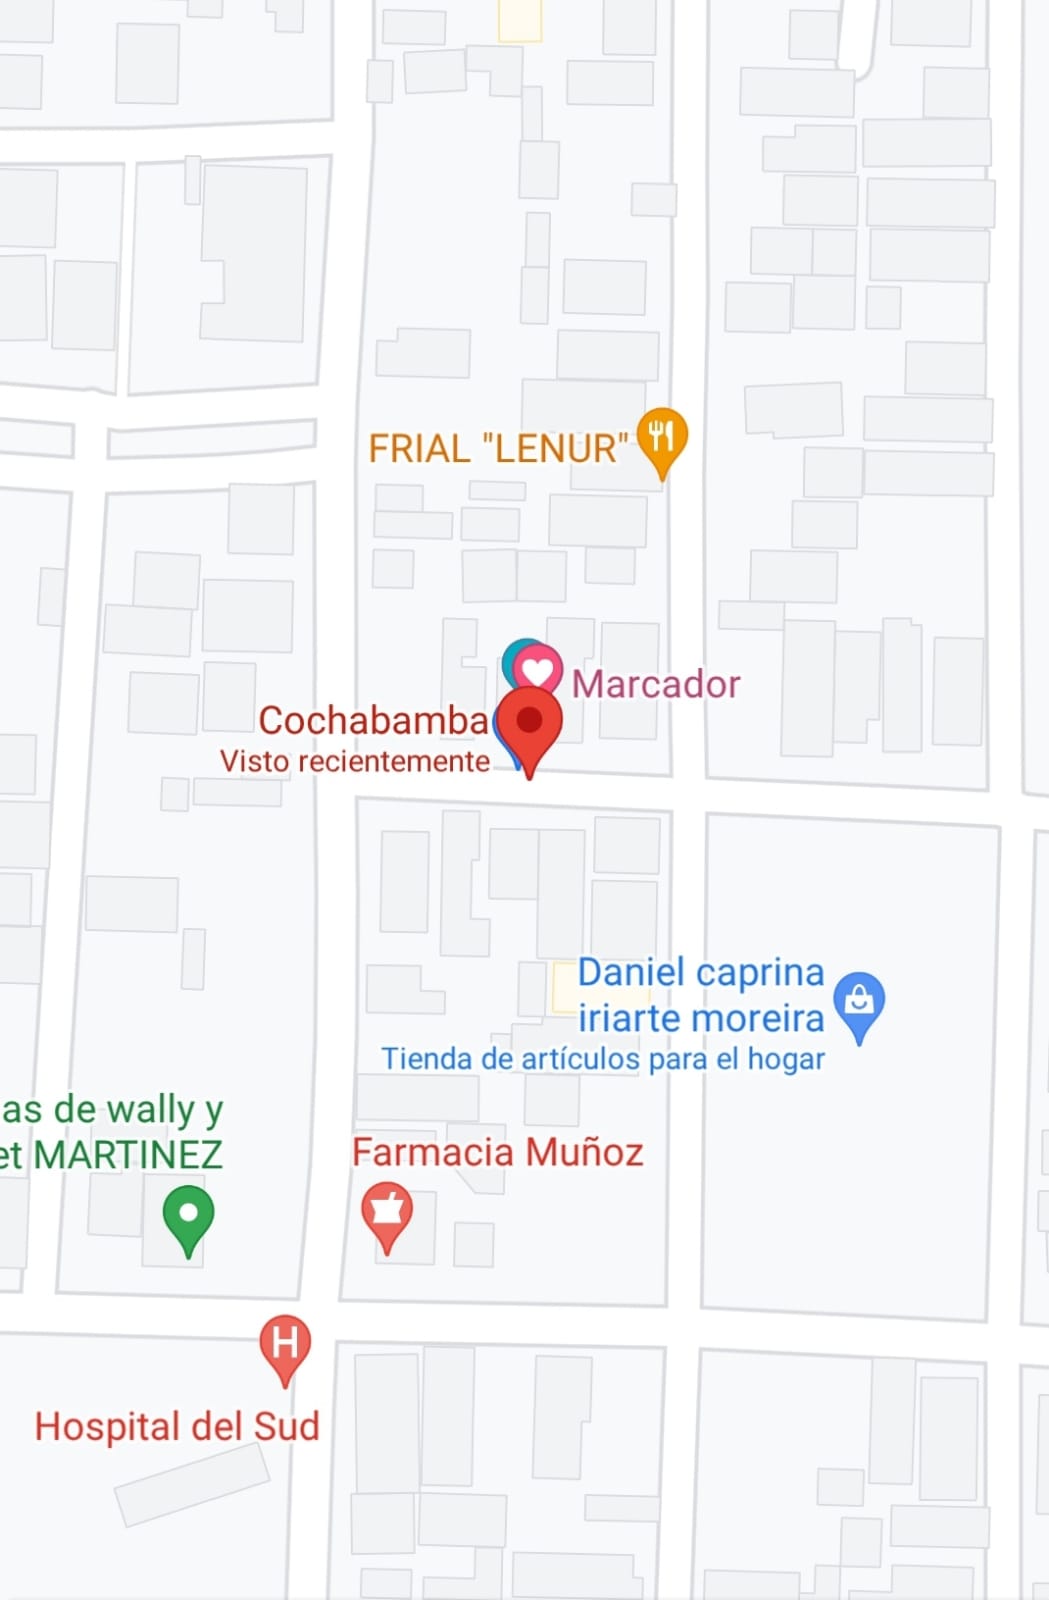 FRIAL "LENUR"
Marcador
Cochabamba
Visto recientemente
Daniel caprina
iriarte moreira
Tienda de artículos para el hogar
as de wally y
et MARTINEZ
Farmacia Muñoz
H
Hospital del Sud